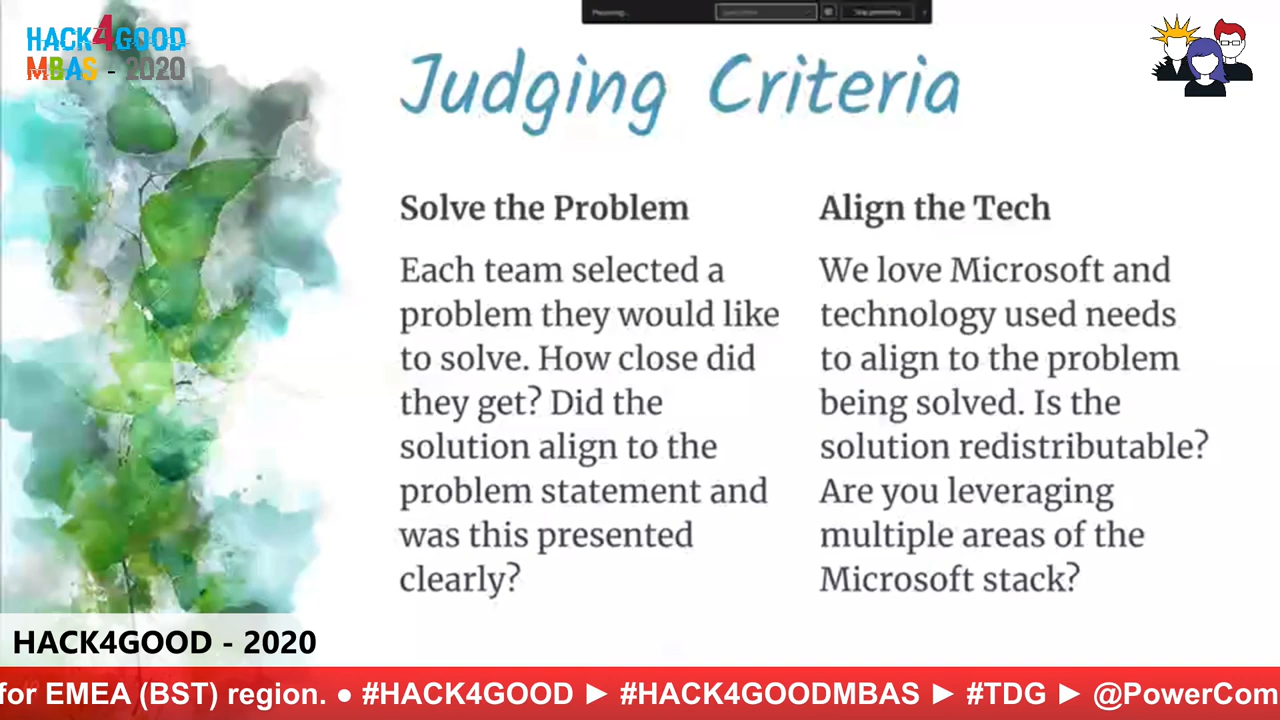 HACK4GOOD
MBAS - 2020
Judging Criteria
Solve the Problem
Each team selected a
problem they would like
to solve. How close did
they get? Did the
solution align to the
problem statement and
was this presented
clearly?
Align the Tech
We love Microsoft and
technology used needs
to align to the problem
being solved. Is the
solution redistributable?
Are you leveraging
multiple areas of the
Microsoft stack?
HACK4GOOD - 2020
for EMEA (BST) region. ● #HACK4GOOD ► #HACK4GOODMBAS ► #TDG ► @PowerCom